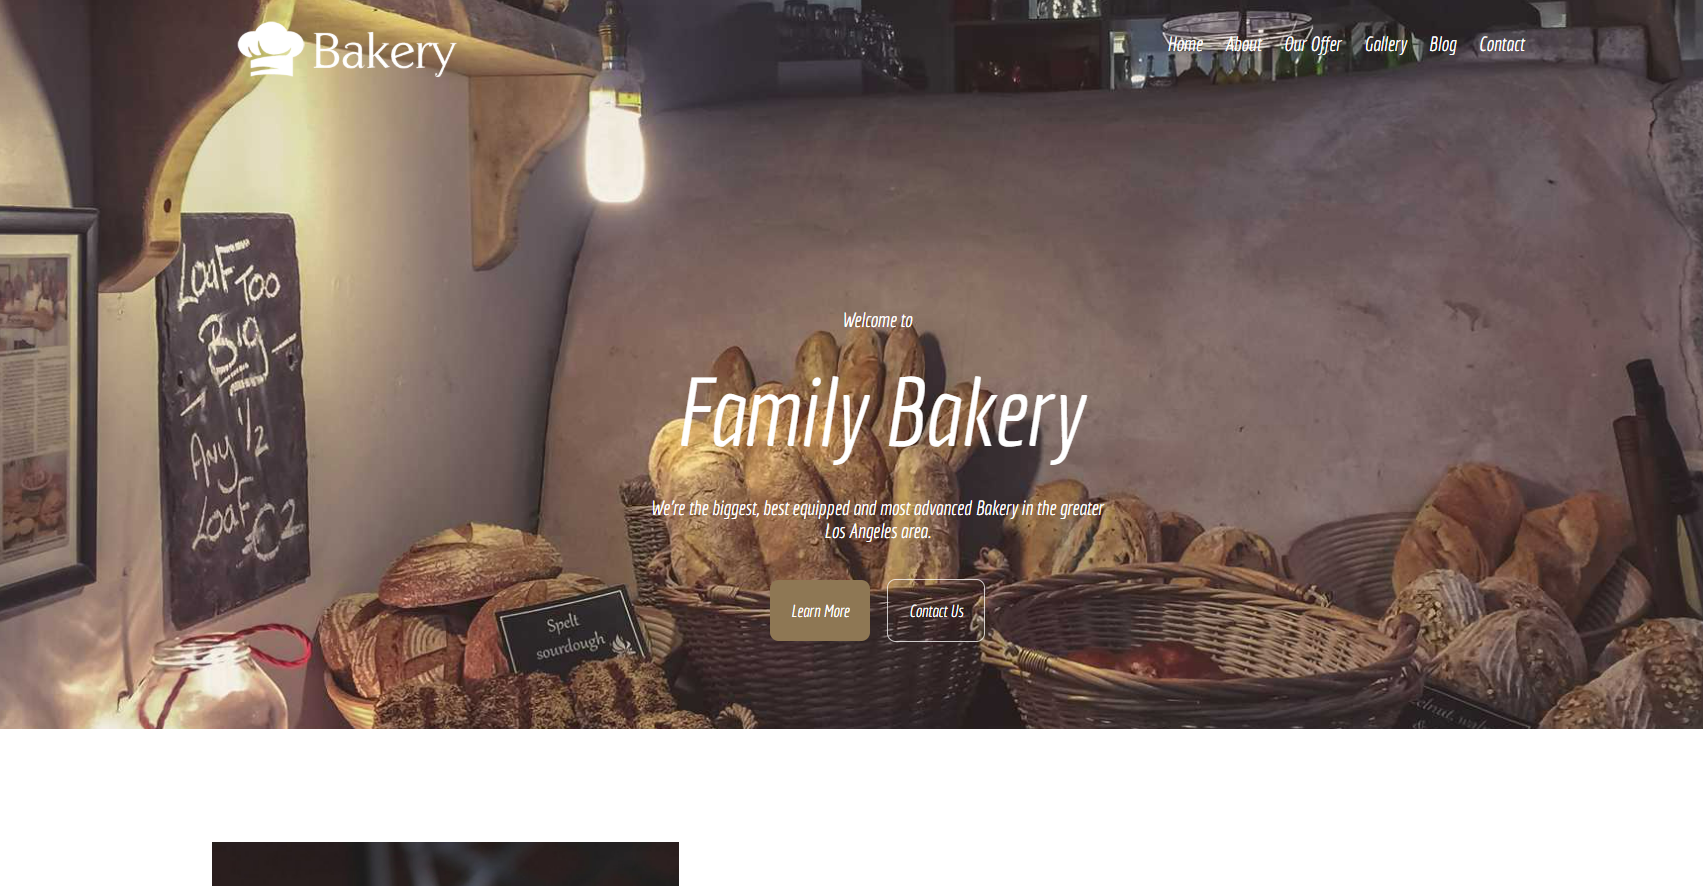 Bakery
Home About Our Offer Gallery Blog Contact
LOaF TOO
BIg
Any 1/2
Loaf €2
Welcome to
Family Bakery
We're the biggest, best equipped and most advanced Bakery in the greater
Los Angeles area.
Learn More Contact Us
Spelt
sourdough